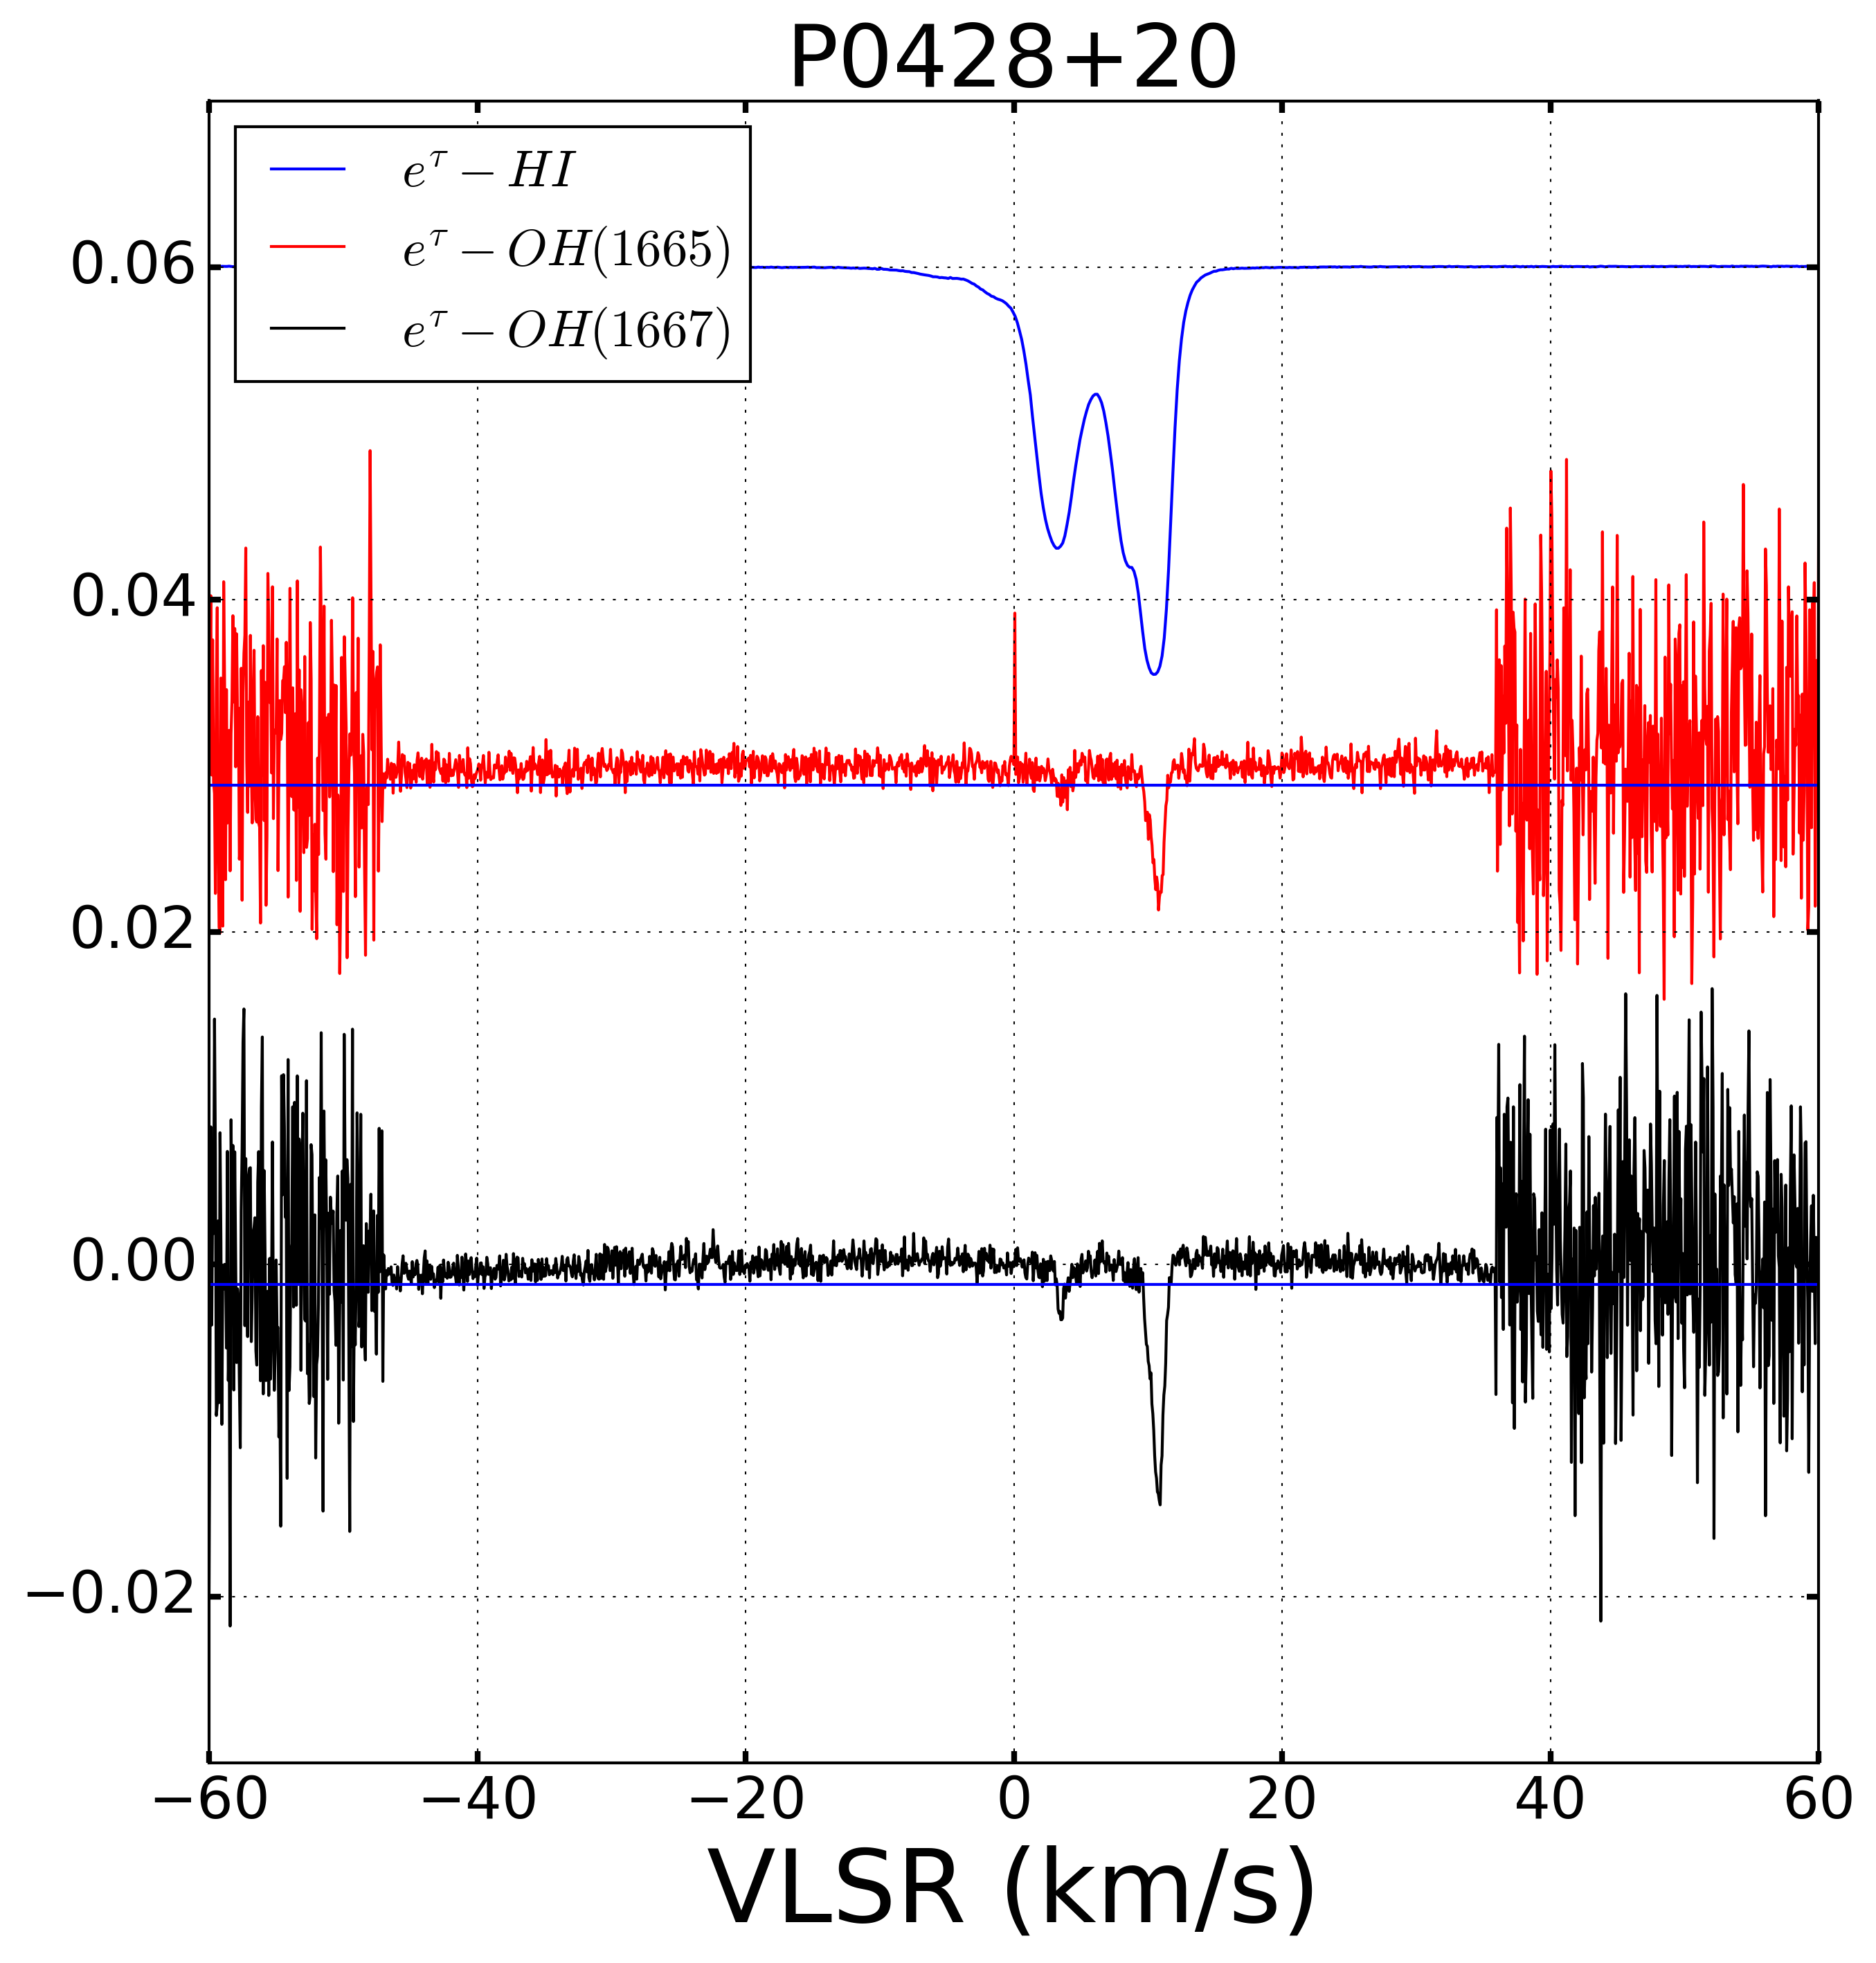 P0428+20
e^τ − HI
e^τ − OH(1665)
e^τ − OH(1667)
0.06
0.04
0.02
0.00
−0.02
−60 −40 −20 0 20 40 60
VLSR (km/s)